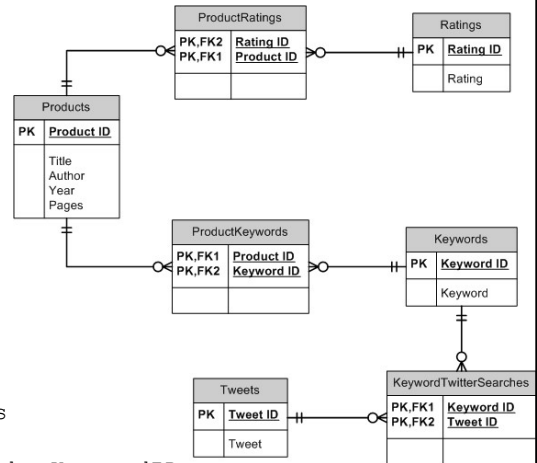 ProductRatings
PK,FK2 Rating ID
PK,FK1 Product ID
Ratings
PK Rating ID
Rating
Products
PK Product ID
Title
Author
Year
Pages
ProductKeywords
PK,FK1 Product ID
PK,FK2 Keyword ID
Keywords
PK Keyword ID
Keyword
Tweets
PK Tweet ID
Tweet
KeywordTwitterSearches
PK,FK1 Keyword ID
PK,FK2 Tweet ID
s